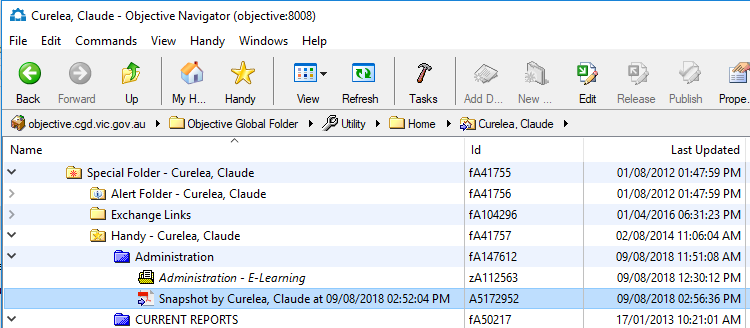 Curelea, Claude - Objective Navigator (objective:8008)
File Edit Commands View Handy Windows Help
Back Forward Up My H... Handy View Refresh Tasks Add D... New ... Edit Release Publish Prope.
objective.cgd.vic.gov.au Objective Global Folder Utility Home Curelea, Claude
Name Id Last Updated
Special Folder - Curelea, Claude fA41755 01/08/2012 01:47:59 PM
Alert Folder - Curelea, Claude fA41756 01/08/2012 01:47:59 PM
Exchange Links fA104296 01/04/2016 06:31:23 PM
Handy - Curelea, Claude fA41757 02/08/2014 11:06:04 AM
Administration fA147612 09/08/2018 11:51:08 AM
Administration - E-Learning zA112563 09/08/2018 12:30:12 PM
Snapshot by Curelea, Claude at 09/08/2018 02:52:04 PM A5172952 09/08/2018 02:56:36 PM
CURRENT REPORTS fA50217 17/01/2013 10:21:01 AM